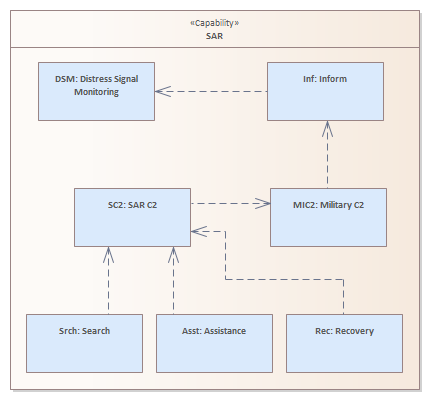 «Capability»
SAR
DSM: Distress Signal
Monitoring
Inf: Inform
SC2: SAR C2
MIC2: Military C2
Srch: Search
Asst: Assistance
Rec: Recovery